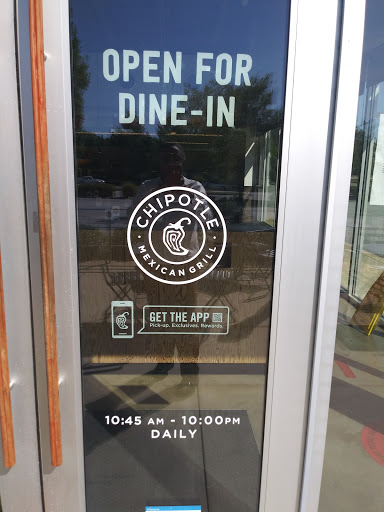 OPEN FOR
DINE-IN
CHIPOTLE
MEXICAN GRILL
GET THE APP
Pick-up. Exclusives. Rewards.
10:45 AM - 10:00PM
DAILY